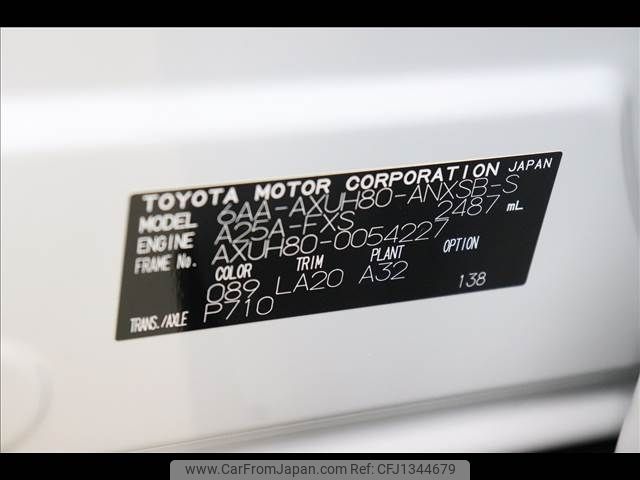 TOYOTA MOTOR CORPORATION JAPAN
MODEL 6AA-AXUH80-ANXSB-S
ENGINE A25A-FXS 2487 mL
FRAME No. AXUH80-0054227
COLOR TRIM PLANT OPTION
089 LA20 A32 138
TRANS./AXLE P710
www.CarFromJapan.com CFJ1344679